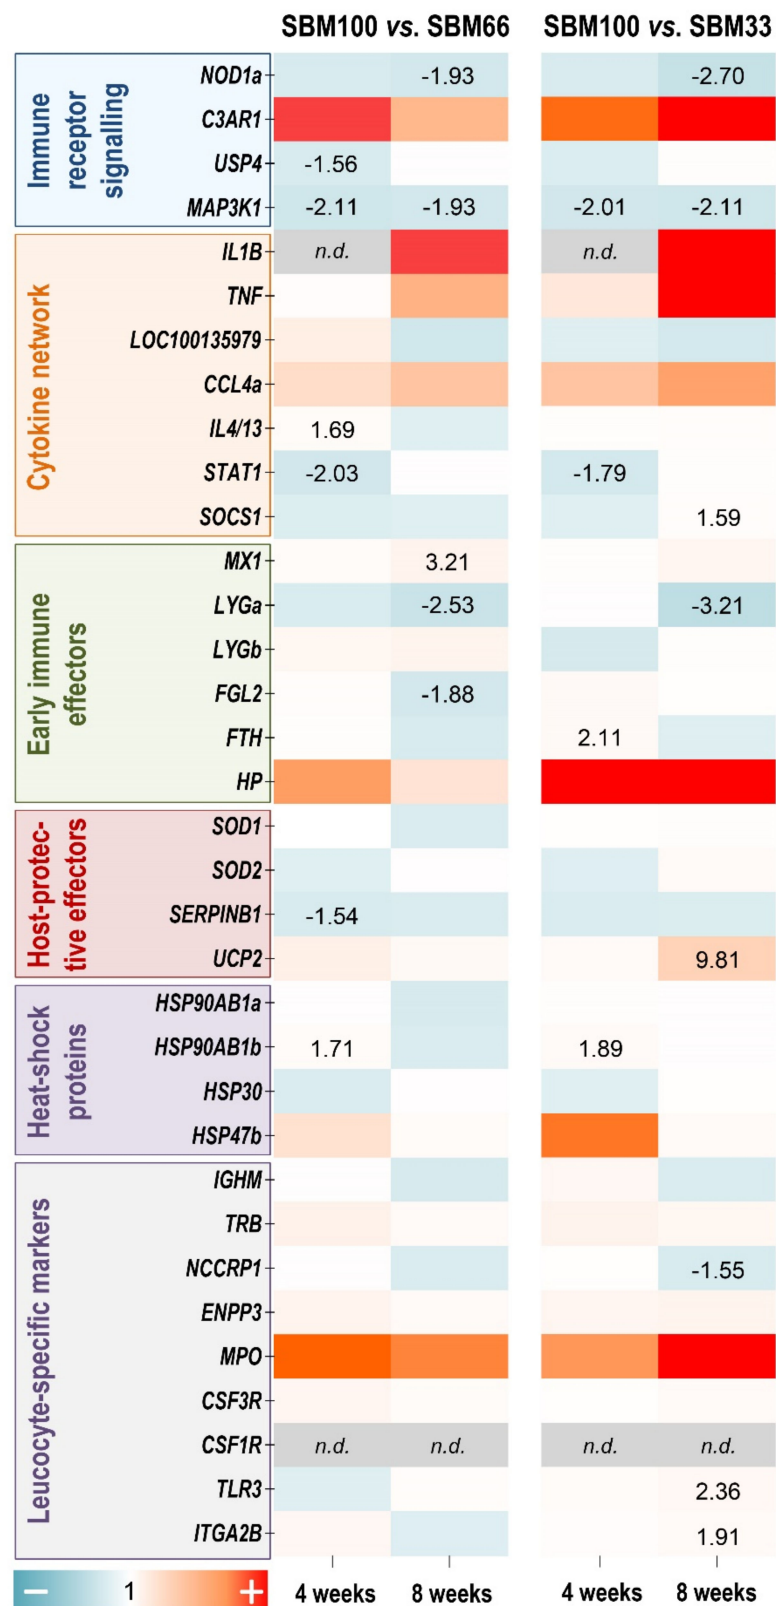 SBM100 vs. SBM66
SBM100 vs. SBM33
Immune
receptor
signalling
NOD1a -1.93 -2.70
C3AR1
USP4 -1.56
MAP3K1 -2.11 -1.93 -2.01 -2.11
Cytokine network
IL1B n.d. n.d.
TNF
LOC100135979
CCL4a
IL4/13 1.69
STAT1 -2.03 -1.79
SOCS1 1.59
Early immune
effectors
MX1 3.21
LYGa -2.53 -3.21
LYGb
FGL2 -1.88
FTH 2.11
HP
Host-protec-
tive effectors
SOD1
SOD2
SERPINB1 -1.54
UCP2 9.81
Heat-shock
proteins
HSP90AB1a
HSP90AB1b 1.71 1.89
HSP30
HSP47b
Leucocyte-specific markers
IGHM
TRB
NCCRP1 -1.55
ENPP3
MPO
CSF3R
CSF1R n.d. n.d. n.d. n.d.
TLR3 2.36
ITGA2B 1.91
− 1 + 4 weeks 8 weeks 4 weeks 8 weeks